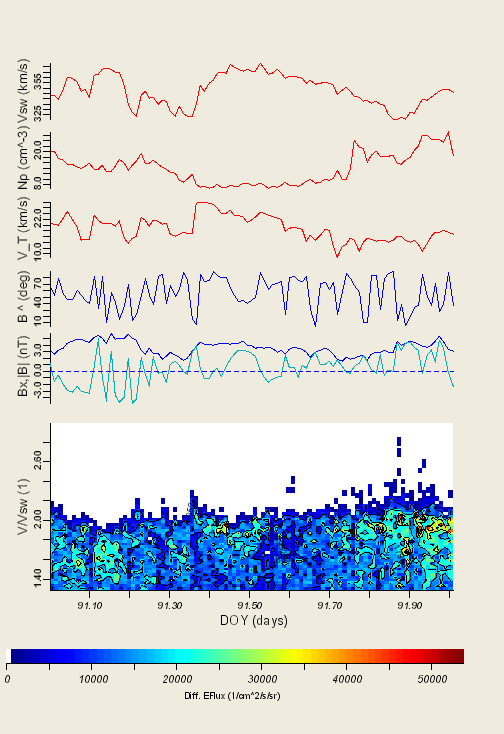 Vsw (km/s)
355
325
Np (cm^-3)
20.0
8.0
V_T (km/s)
22.0
10.0
B ^ (deg)
70
40
10
Bx,|B| (nT)
3.0
0.0
-3.0
V/Vsw (1)
2.60
2.00
1.40
91.10 91.30 91.50 91.70 91.90
DOY (days)
0 10000 20000 30000 40000 50000
Diff. EFlux (1/cm^2/s/sr)